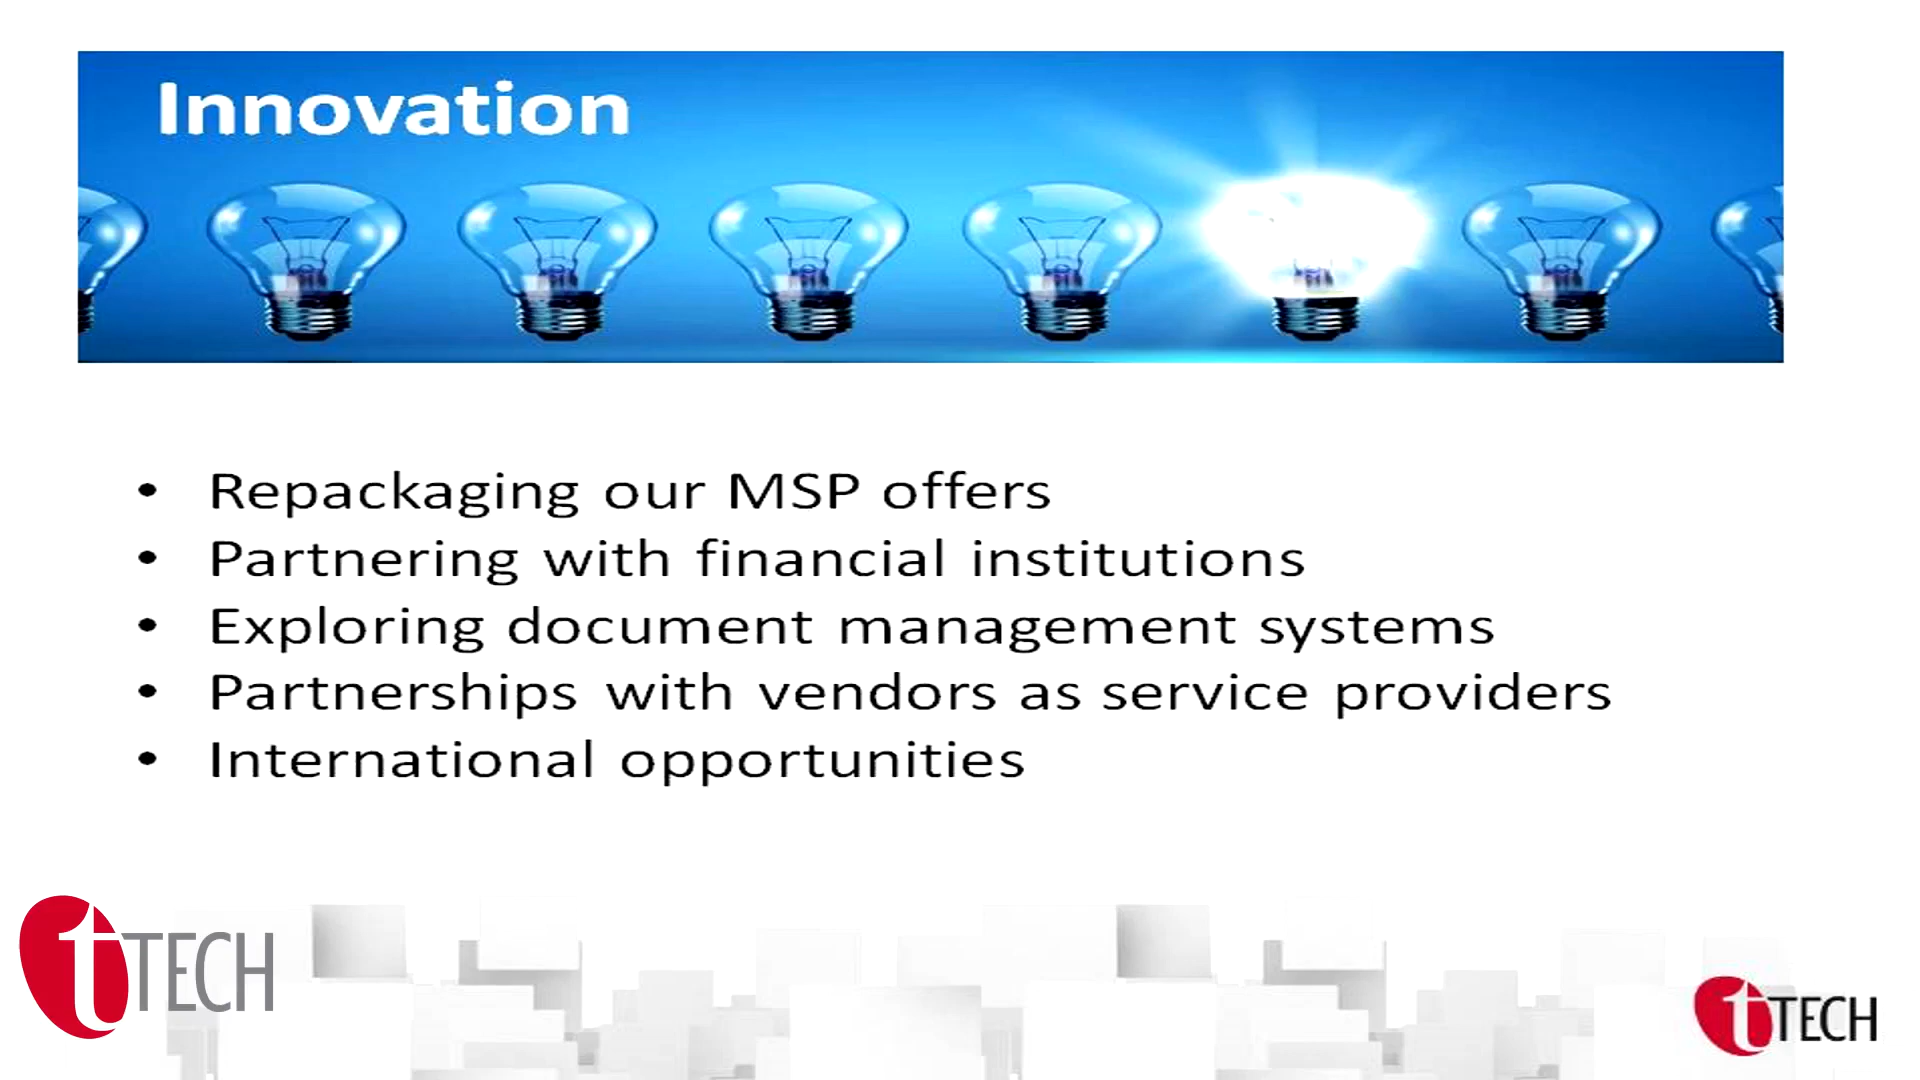 Innovation
• Repackaging our MSP offers
• Partnering with financial institutions
• Exploring document management systems
• Partnerships with vendors as service providers
• International opportunities
tTECH
tTECH